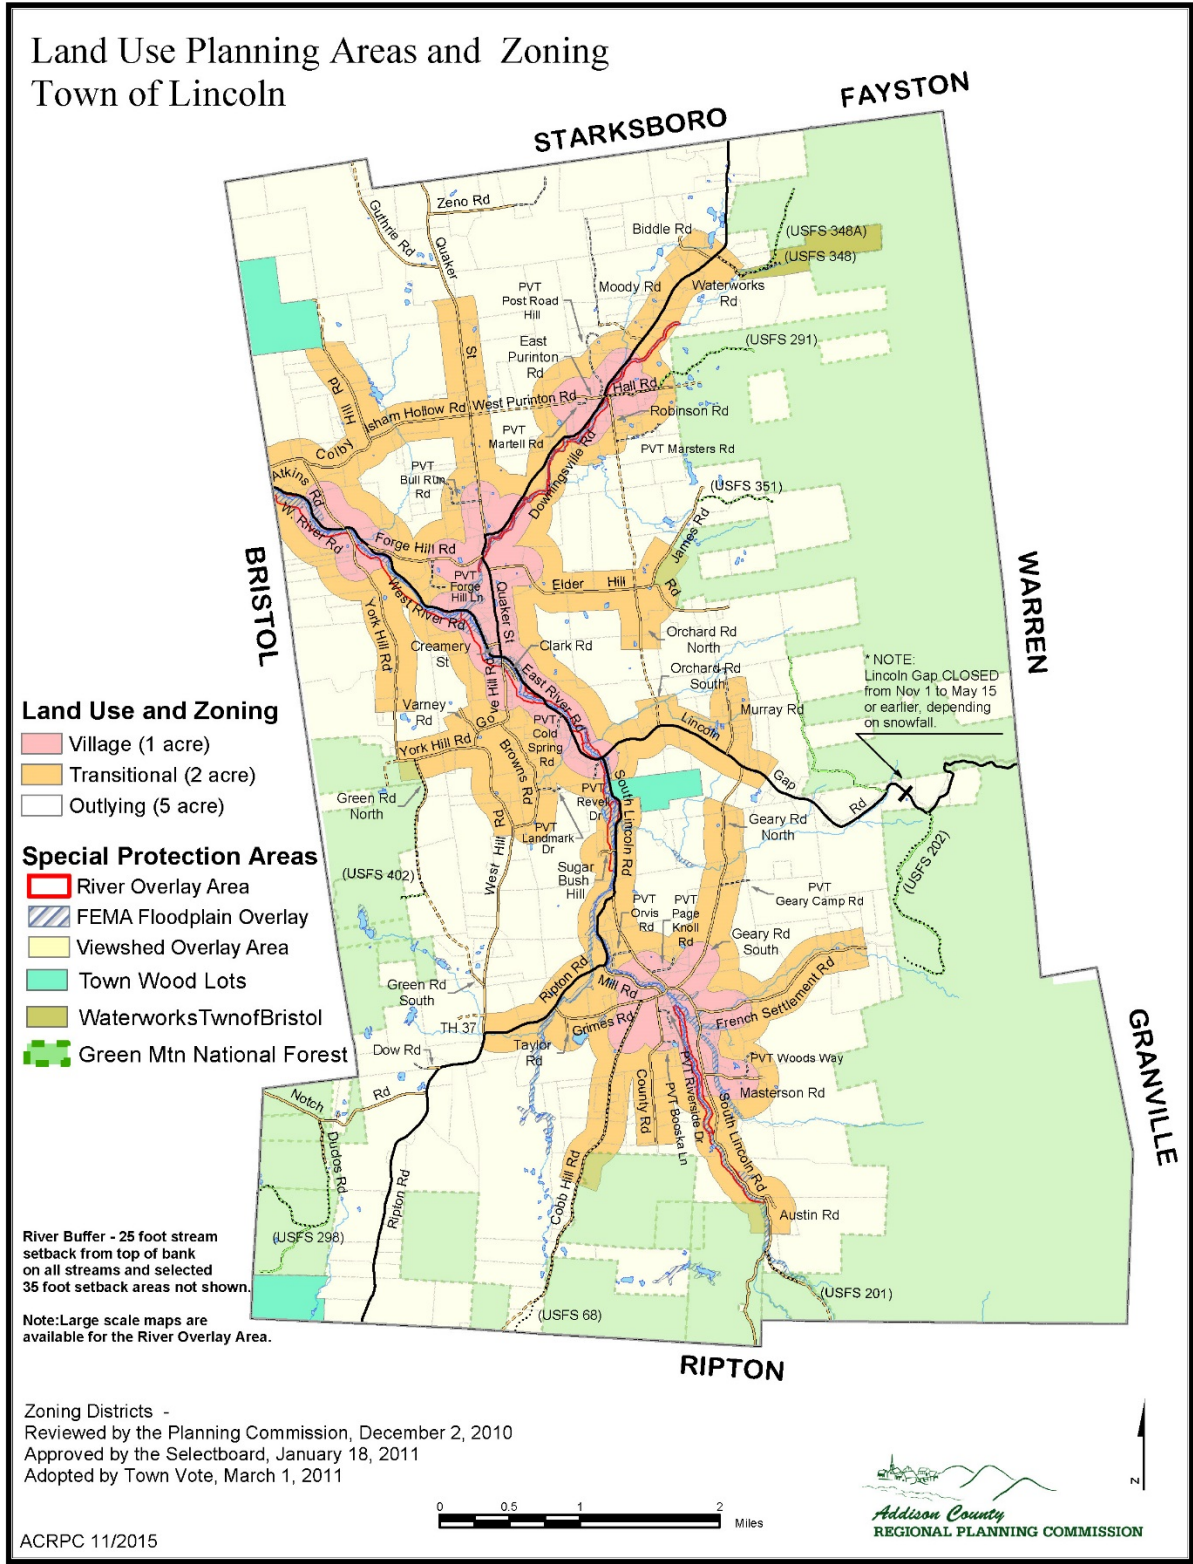 Land Use Planning Areas and Zoning
Town of Lincoln
FAYSTON
STARKSBORO
Zeno Rd
Guthrie Rd
Quaker
St
Biddle Rd
(USFS 348A)
(USFS 348)
PVT
Post Road
Hill
Moody Rd
Waterworks
Rd
East
Purinton
Rd
(USFS 291)
Hill Rd
Hall Rd
Isham Hollow Rd
West Purinton Rd
Robinson Rd
PVT
Martell Rd
Colby
PVT Marsters Rd
PVT
Bull Run
Rd
Downingsville Rd
Atkins Rd
(USFS 351)
W. River Rd
Forge Hill Rd
James Rd
BRISTOL
WARREN
PVT
Forge
Hill Ln
Elder Hill Rd
West River Rd
Quaker St
York Hill Rd
Creamery
St
Clark Rd
Orchard Rd
North
Orchard Rd
South
* NOTE:
Lincoln Gap CLOSED
from Nov 1 to May 15
or earlier, depending
on snowfall.
Gove Hill Rd
East River Rd
Varney
Rd
Murray Rd
PVT
Cold
Spring
Rd
Lincoln Gap Rd
York Hill Rd
Browns Rd
Land Use and Zoning
Village (1 acre)
Transitional (2 acre)
Outlying (5 acre)
Green Rd
North
PVT
Revel
Dr
South Lincoln Rd
PVT
Landmark
Dr
Geary Rd
North
West Hill Rd
(USFS 202)
Special Protection Areas
River Overlay Area
FEMA Floodplain Overlay
Viewshed Overlay Area
Town Wood Lots
WaterworksTwnofBristol
Green Mtn National Forest
(USFS 402)
Sugar
Bush
Hill
PVT
Orvis
Rd
PVT
Page
Knoll
Rd
PVT
Geary Camp Rd
Geary Rd
South
Green Rd
South
Ripton Rd
Mill Rd
French Settlement Rd
TH 37
Grimes Rd
Taylor
Rd
Dow Rd
PVT Woods Way
Masterson Rd
GRANVILLE
Notch Rd
County Rd
PVT Booska Ln
PVT Riverside Dr
South Lincoln Rd
Duclos Rd
Ripton Rd
Cobb Hill Rd
Austin Rd
(USFS 298)
(USFS 201)
(USFS 68)
River Buffer - 25 foot stream
setback from top of bank
on all streams and selected
35 foot setback areas not shown.
Note:Large scale maps are
available for the River Overlay Area.
RIPTON
Zoning Districts -
Reviewed by the Planning Commission, December 2, 2010
Approved by the Selectboard, January 18, 2011
Adopted by Town Vote, March 1, 2011
0 0.5 1 2
Miles
N
Addison County
REGIONAL PLANNING COMMISSION
ACRPC 11/2015